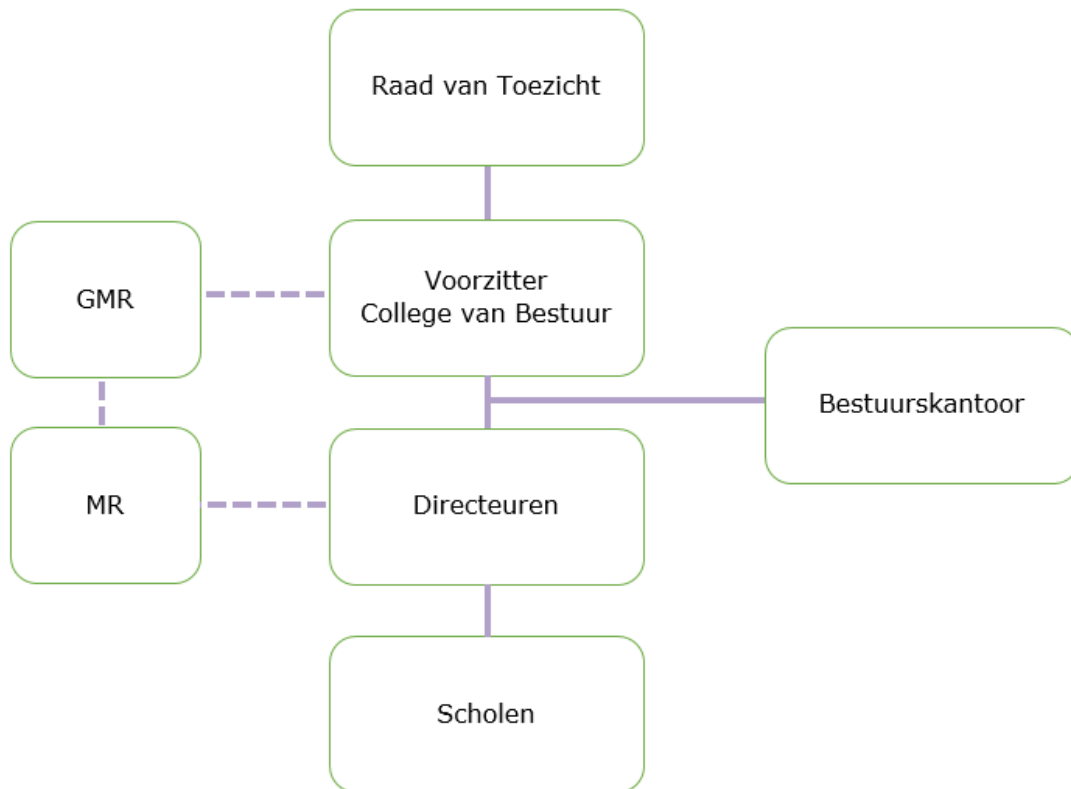 Raad van Toezicht
GMR
Voorzitter
College van Bestuur
Bestuurskantoor
MR
Directeuren
Scholen